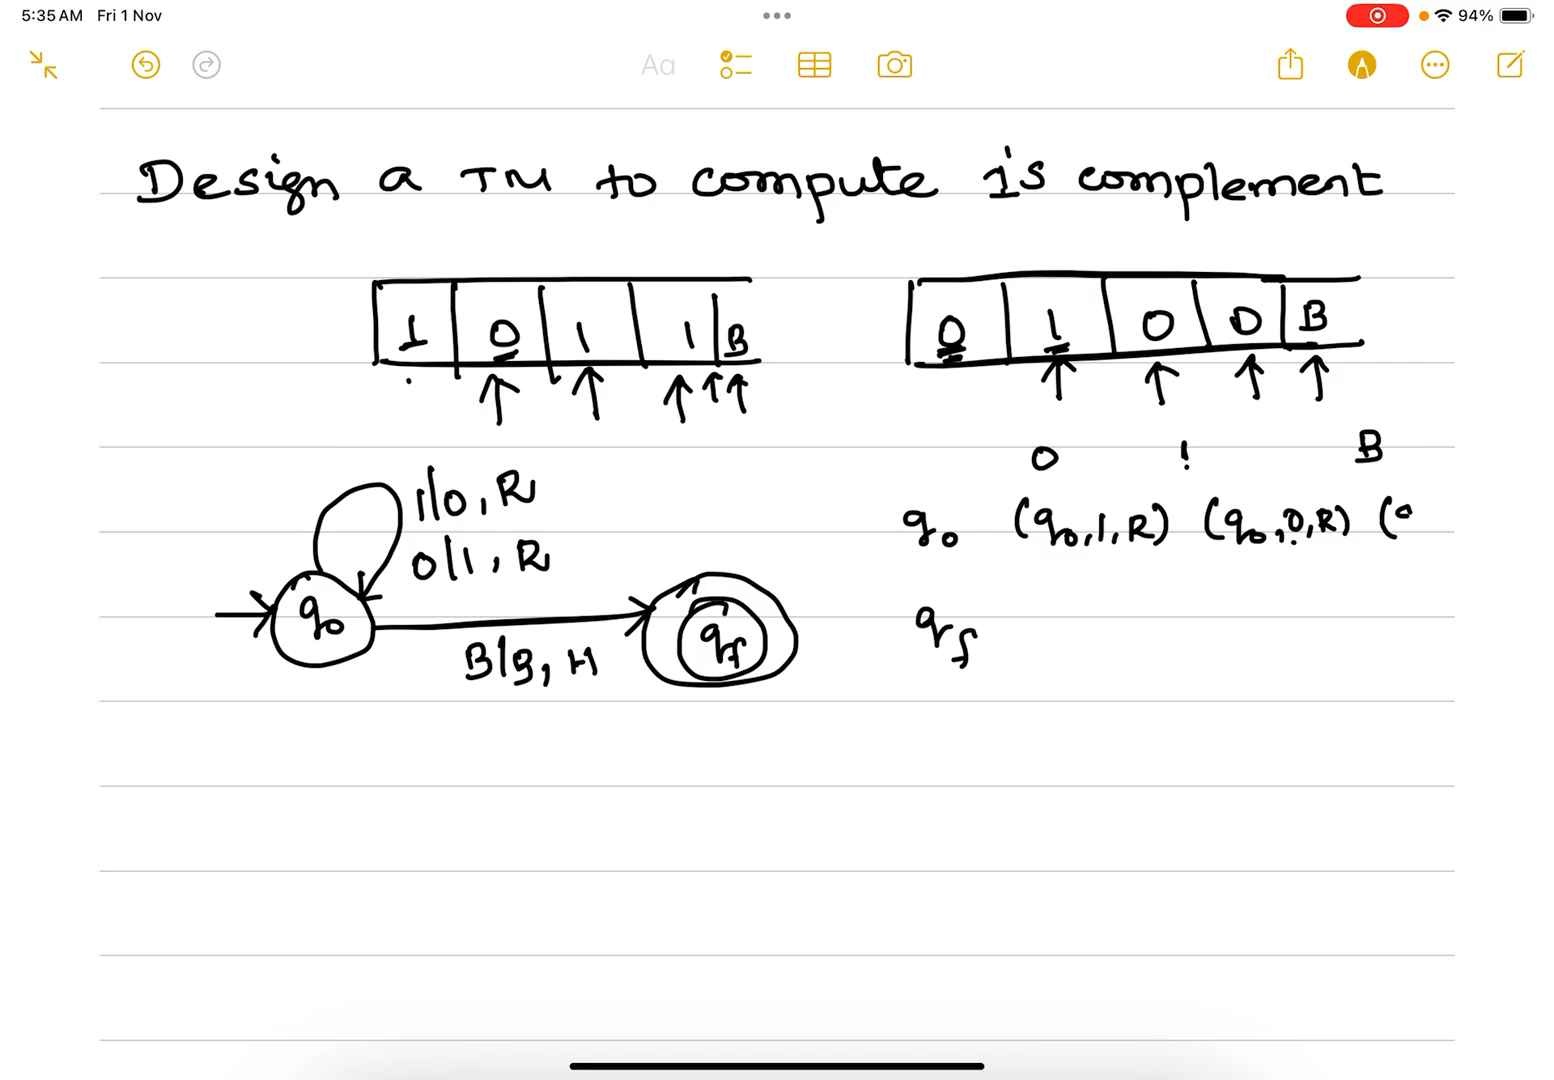 5:35 AM Fri 1 Nov 94%
Aa
Design a TM to compute 1's complement
1 0 1 1 B 0 1 0 0 B
0 1 B
1/0, R
0/1, R
q0 (q0, 1, R) (q0, 0, R) (
q0 qf qf
B/B, H